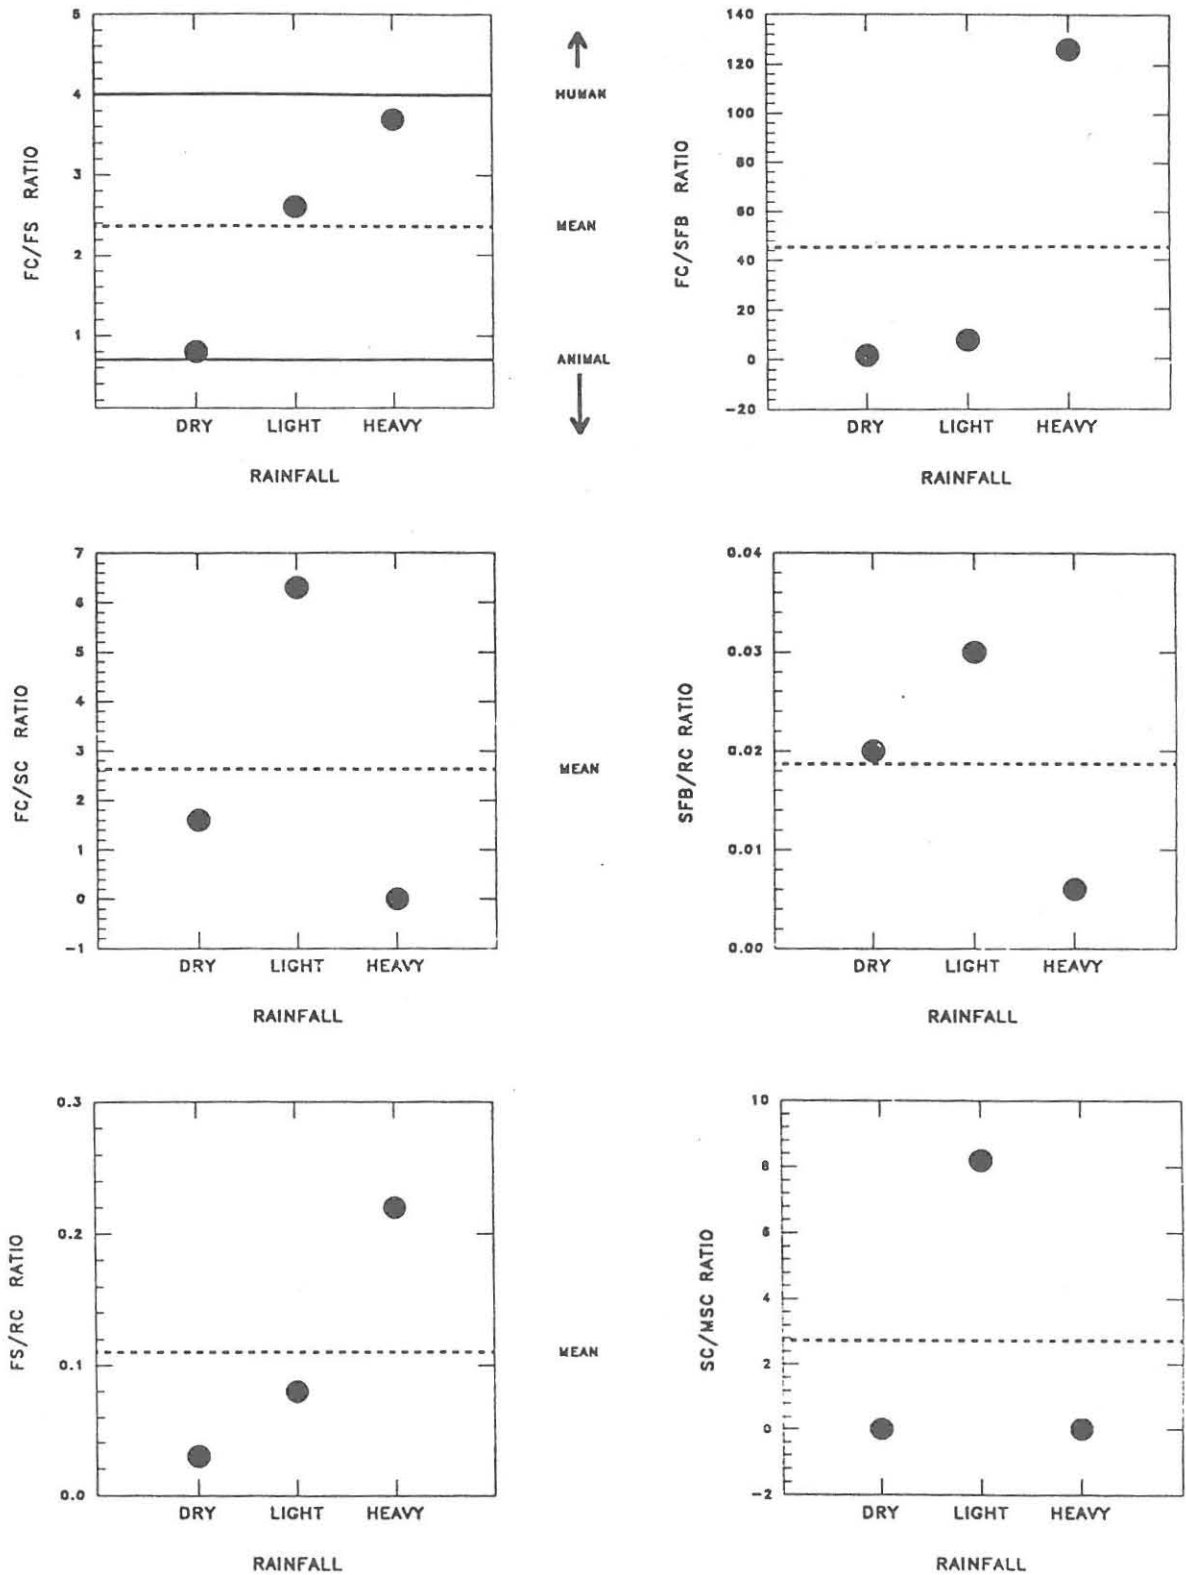 5
4
3
2
1
FC/FS RATIO
DRY LIGHT HEAVY
RAINFALL
HUMAN
MEAN
ANIMAL
140
120
100
80
60
40
20
0
-20
FC/SFB RATIO
DRY LIGHT HEAVY
RAINFALL
7
6
5
4
3
2
1
0
-1
FC/SC RATIO
DRY LIGHT HEAVY
RAINFALL
MEAN
0.04
0.03
0.02
0.01
0.00
SFB/RC RATIO
DRY LIGHT HEAVY
RAINFALL
0.3
0.2
0.1
0.0
FS/RC RATIO
DRY LIGHT HEAVY
RAINFALL
MEAN
10
8
6
4
2
0
-2
SC/MSC RATIO
DRY LIGHT HEAVY
RAINFALL